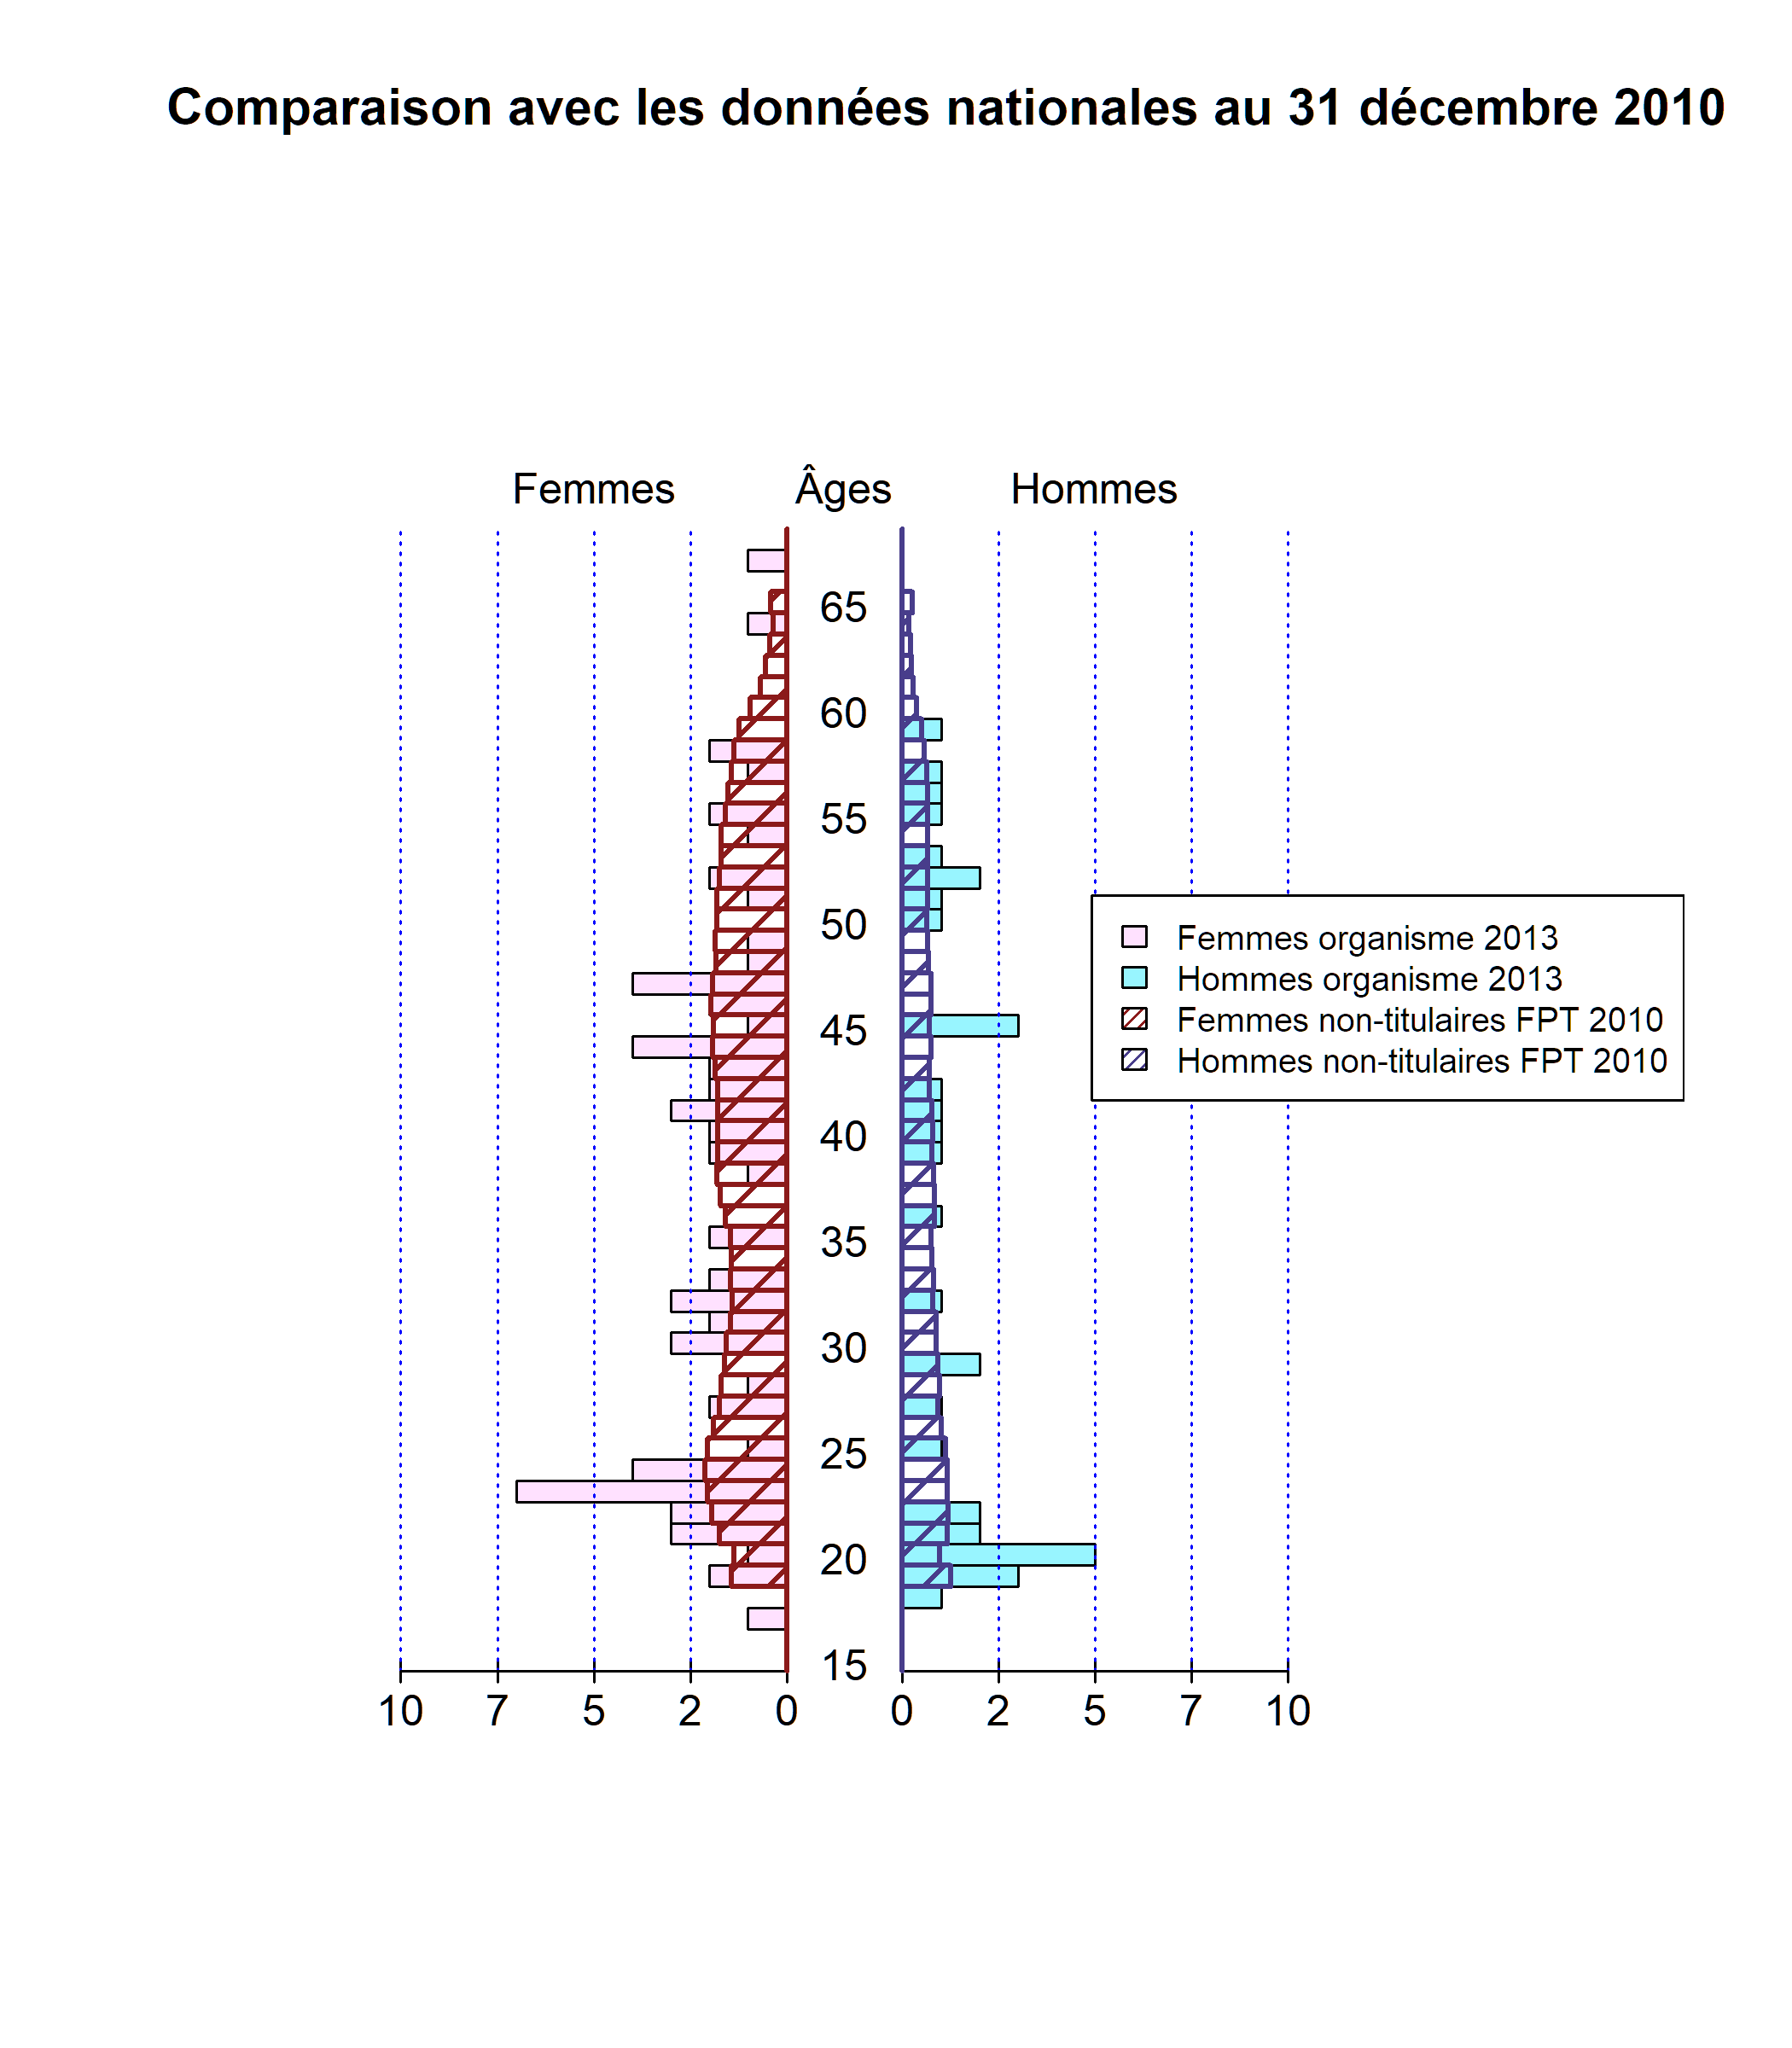 Comparaison avec les données nationales au 31 décembre 2010
Femmes Âges Hommes
65
60
55
50
45
40
35
30
25
20
15
Femmes organisme 2013
Hommes organisme 2013
Femmes non-titulaires FPT 2010
Hommes non-titulaires FPT 2010
10 7 5 2 0 0 2 5 7 10